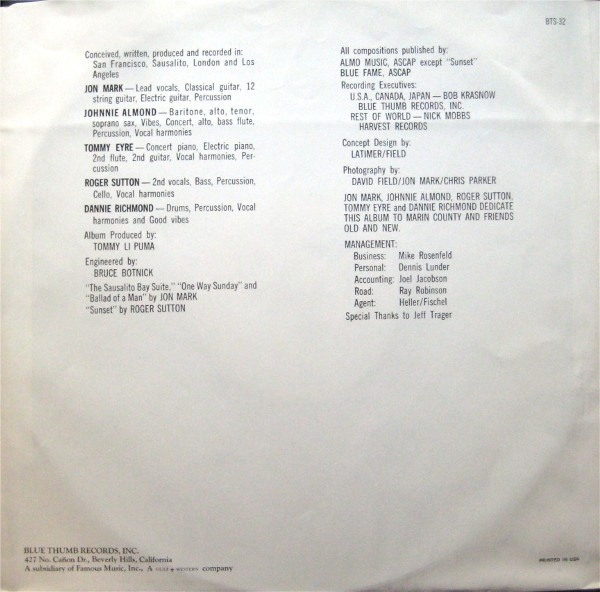 BTS-32
Conceived, written, produced and recorded in:
San Francisco, Sausalito, London and Los
Angeles
JON MARK — Lead vocals, Classical guitar, 12
string guitar, Electric guitar, Percussion
JOHNNIE ALMOND — Baritone, alto, tenor,
soprano sax, Vibes, Concert, alto, bass flute,
Percussion, Vocal harmonies
TOMMY EYRE — Concert piano, Electric piano,
2nd flute, 2nd guitar, Vocal harmonies, Per-
cussion
ROGER SUTTON — 2nd vocals, Bass, Percussion,
Cello, Vocal harmonies
DANNIE RICHMOND — Drums, Percussion, Vocal
harmonies and Good vibes
Album Produced by:
TOMMY LI PUMA
Engineered by:
BRUCE BOTNICK
"The Sausalito Bay Suite," "One Way Sunday" and
"Ballad of a Man" by JON MARK
"Sunset" by ROGER SUTTON
All compositions published by:
ALMO MUSIC, ASCAP except "Sunset"
BLUE FAME, ASCAP
Recording Executives:
U.S.A., CANADA, JAPAN — BOB KRASNOW
BLUE THUMB RECORDS, INC.
REST OF WORLD — NICK MOBBS
HARVEST RECORDS
Concept Design by:
LATIMER/FIELD
Photography by:
DAVID FIELD/JON MARK/CHRIS PARKER
JON MARK, JOHNNIE ALMOND, ROGER SUTTON,
TOMMY EYRE and DANNIE RICHMOND DEDICATE
THIS ALBUM TO MARIN COUNTY AND FRIENDS
OLD AND NEW.
MANAGEMENT:
Business: Mike Rosenfeld
Personal: Dennis Lunder
Accounting: Joel Jacobson
Road: Ray Robinson
Agent: Heller/Fischel
Special Thanks to Jeff Trager
BLUE THUMB RECORDS, INC.
427 No. Cañon Dr., Beverly Hills, California
A subsidiary of Famous Music, Inc., A GULF + WESTERN company
PRINTED IN USA